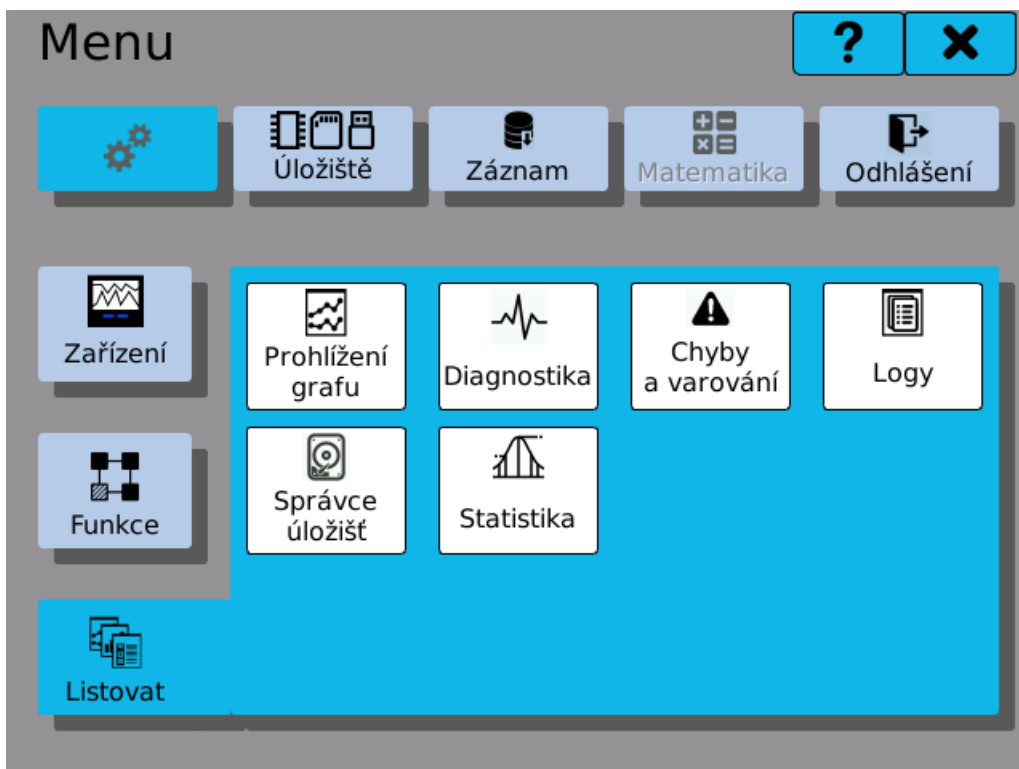 Menu
?
Úložiště
Záznam
Matematika
Odhlášení
Zařízení
Prohlížení
grafu
Diagnostika
Chyby
a varování
Logy
Funkce
Správce
úložišť
Statistika
Listovat